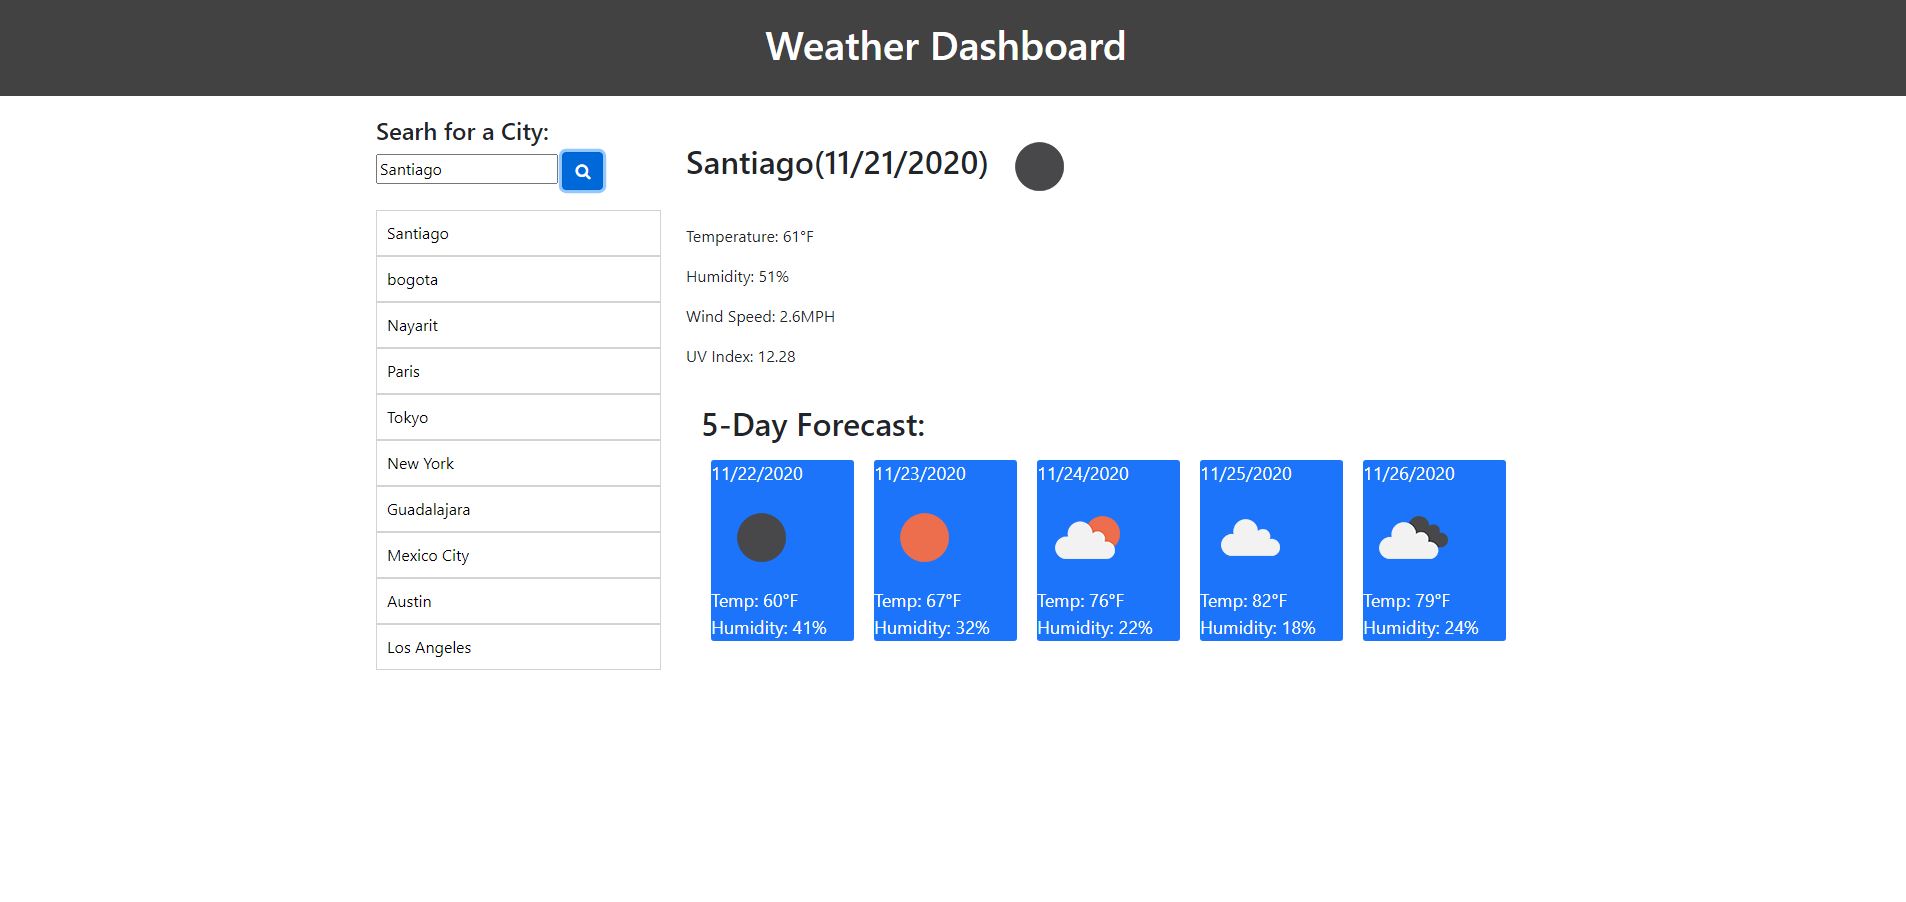 Weather Dashboard
Searh for a City:
Santiago
Santiago
bogota
Nayarit
Paris
Tokyo
New York
Guadalajara
Mexico City
Austin
Los Angeles
Santiago(11/21/2020)
Temperature: 61°F
Humidity: 51%
Wind Speed: 2.6MPH
UV Index: 12.28
5-Day Forecast:
11/22/2020
Temp: 60°F
Humidity: 41%
11/23/2020
Temp: 67°F
Humidity: 32%
11/24/2020
Temp: 76°F
Humidity: 22%
11/25/2020
Temp: 82°F
Humidity: 18%
11/26/2020
Temp: 79°F
Humidity: 24%